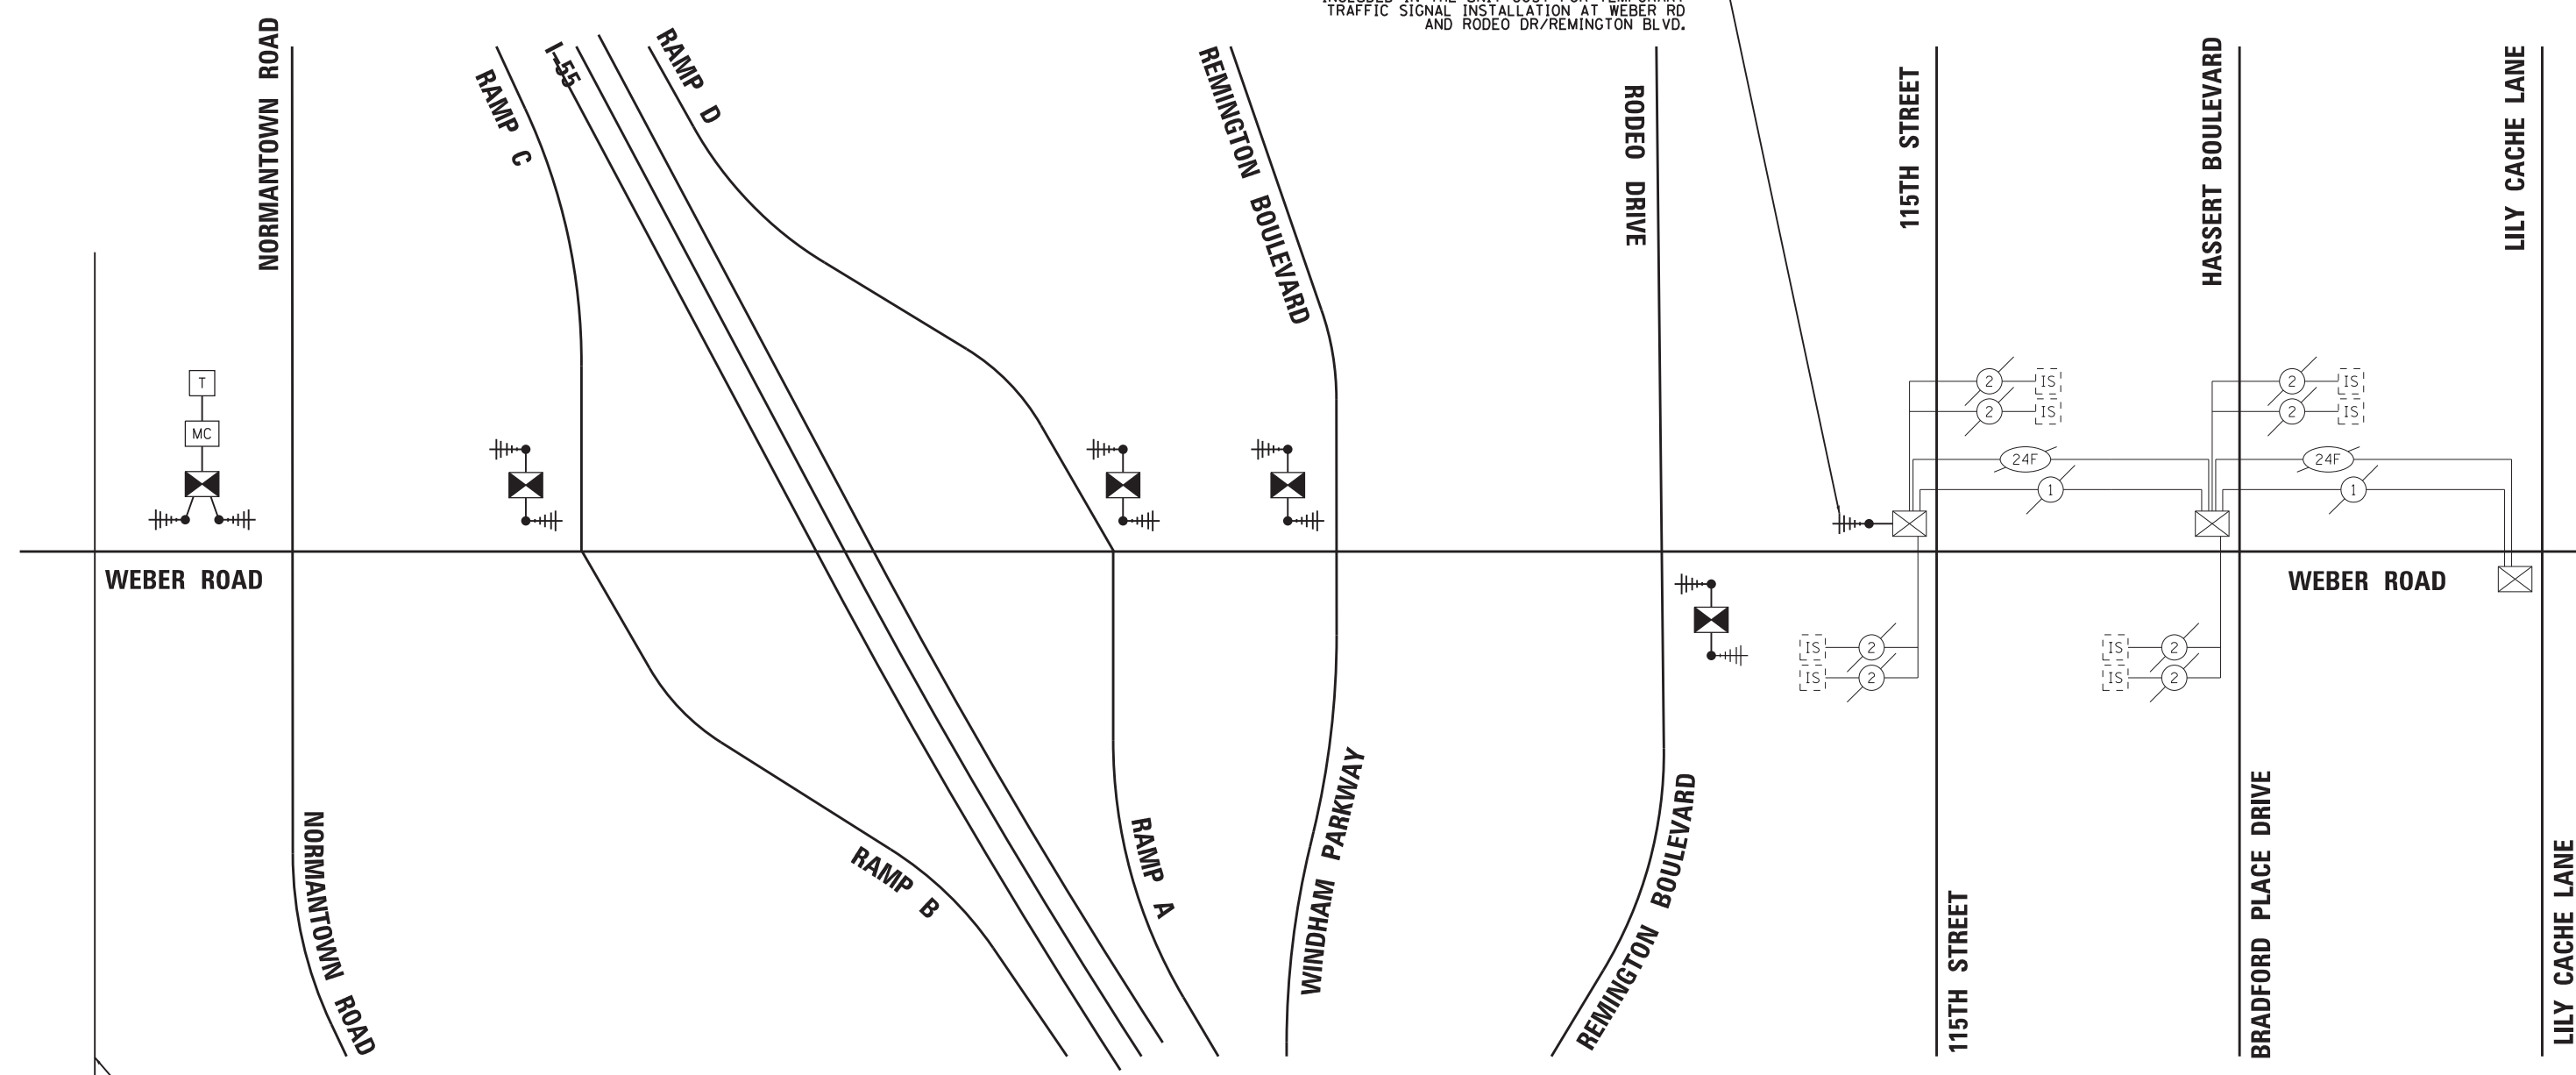 TRAFFIC SIGNAL INSTALLATION AT WEBER RD
AND RODEO DR/REMINGTON BLVD.
NORMANTOWN ROAD
RAMP C
I-55
RAMP D
REMINGTON BOULEVARD
RODEO DRIVE
115TH STREET
HASSERT BOULEVARD
LILY CACHE LANE
T
MC
2 IS
2 IS
24F
1
2 IS
2 IS
24F
1
WEBER ROAD
WEBER ROAD
IS 2
IS 2
IS 2
IS 2
NORMANTOWN ROAD
RAMP B
RAMP A
WINDHAM PARKWAY
REMINGTON BOULEVARD
115TH STREET
BRADFORD PLACE DRIVE
LILY CACHE LANE